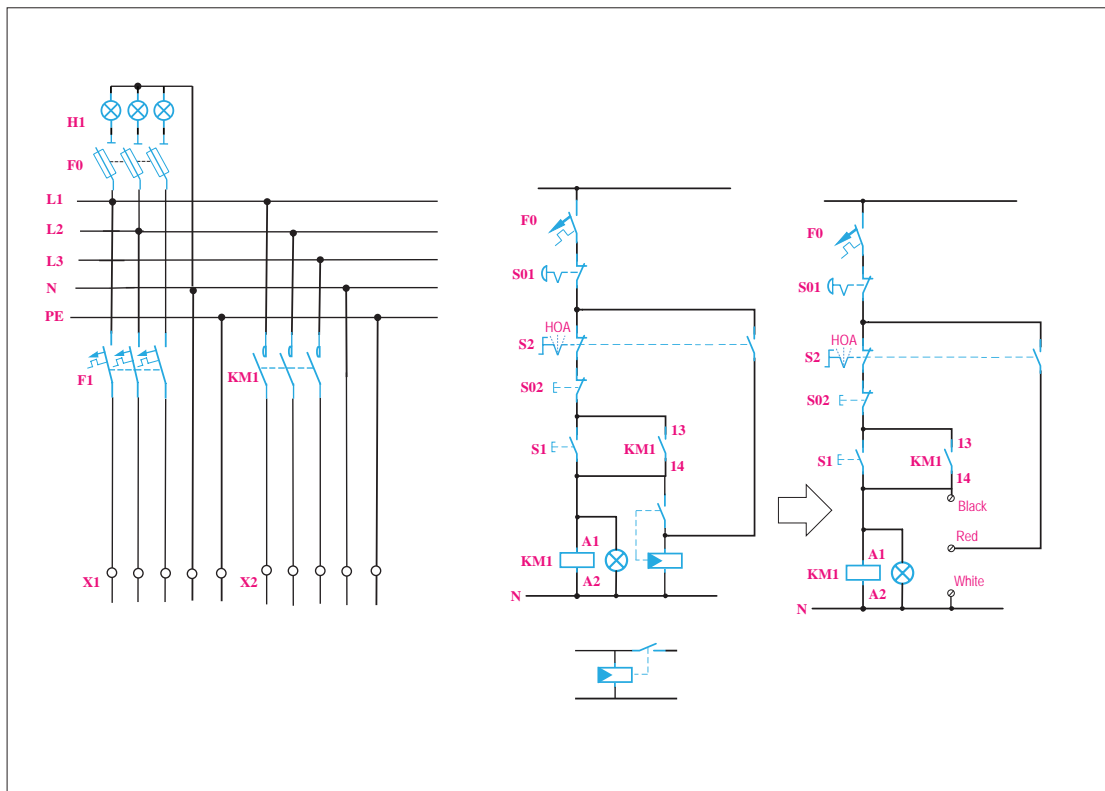 H1
F0
L1
L2
L3
N
PE
F1
KM1
X1
X2
F0
S01
HOA
S2
S02
13
S1
KM1
14
A1
KM1
A2
N
F0
S01
HOA
S2
S02
13
S1
KM1
14
Black
Red
A1
KM1
White
A2
N